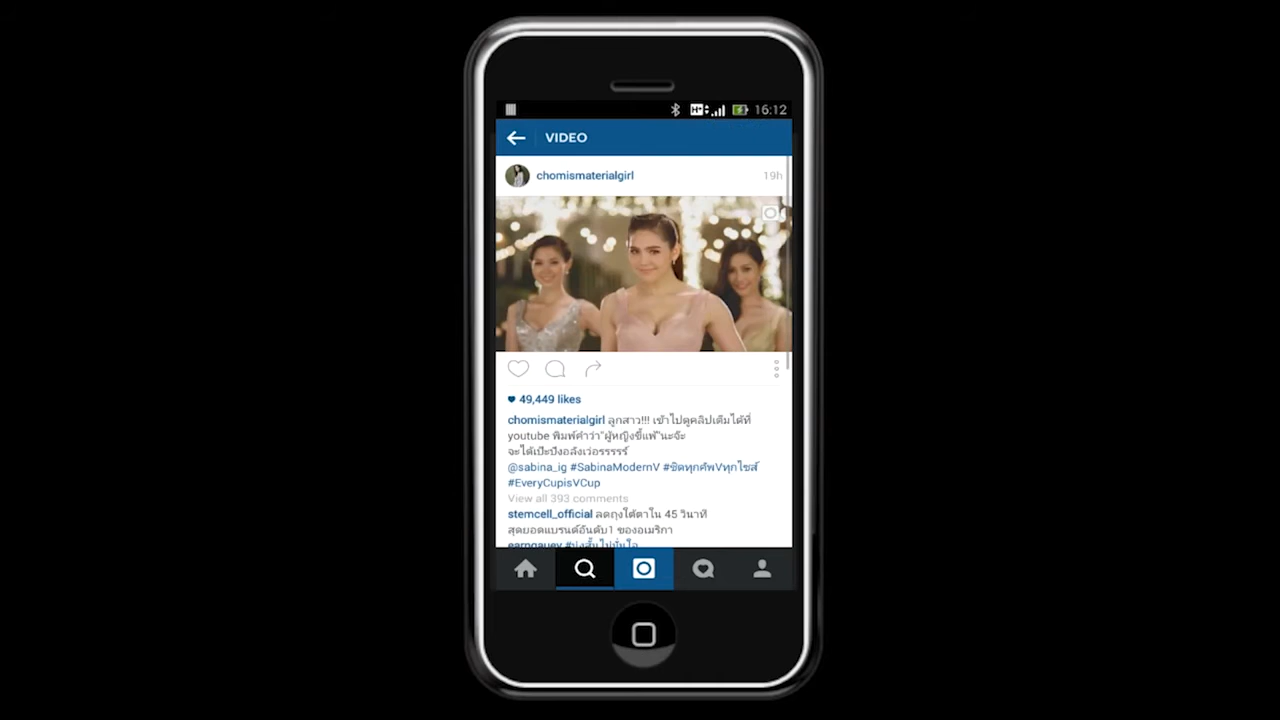 16:12
VIDEO
chomismaterialgirl 19h
49,449 likes
chomismaterialgirl ลูกสาว!!! เข้าไปดูคลิปเต็มได้ที่
youtube พิมพ์คำว่า"ผู้หญิงขี้แพ้"นะจ๊ะ
จะได้เป๊ะปังอลังเว่อรรรรร์
@sabina_ig #SabinaModernV #ชิดทุกคัพVทุกไซส์
#EveryCupisVCup
View all 393 comments
stemcell_official ลดถุงใต้ตาใน 45 วินาที
สุดยอดแบรนด์อันดับ1 ของอเมริกา
earngauey